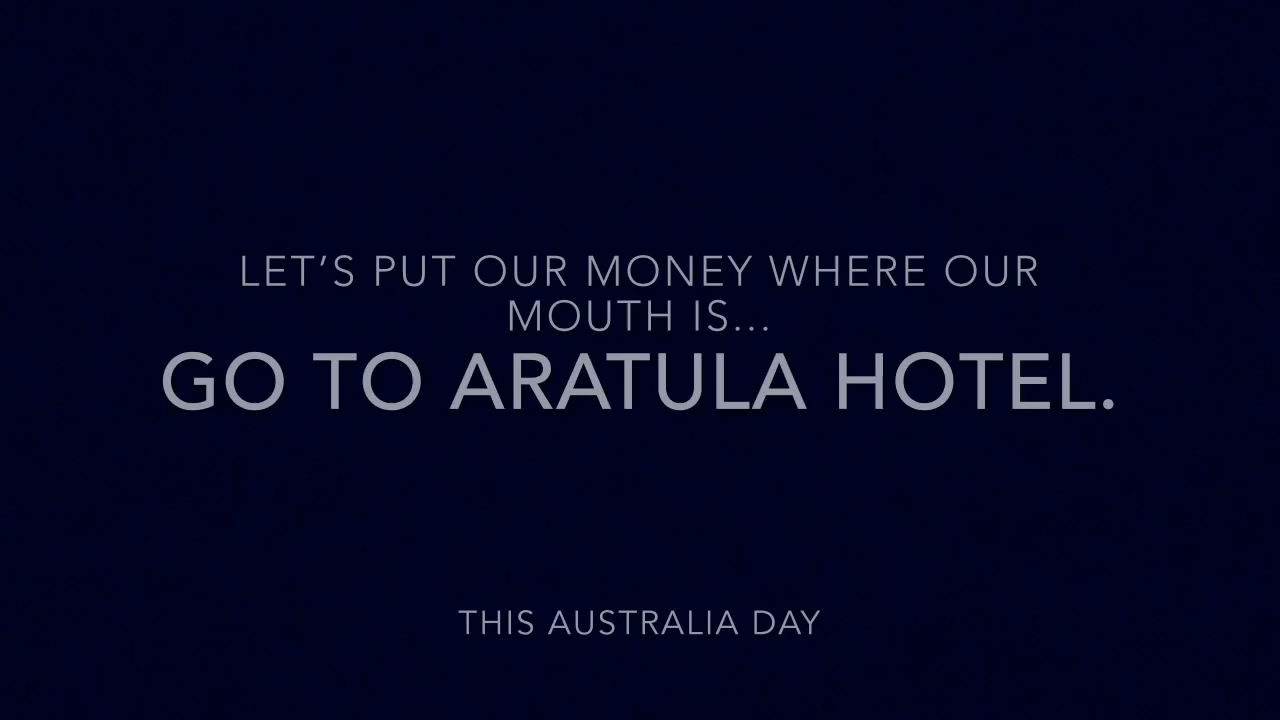 LET’S PUT OUR MONEY WHERE OUR
MOUTH IS...
GO TO ARATULA HOTEL.
THIS AUSTRALIA DAY